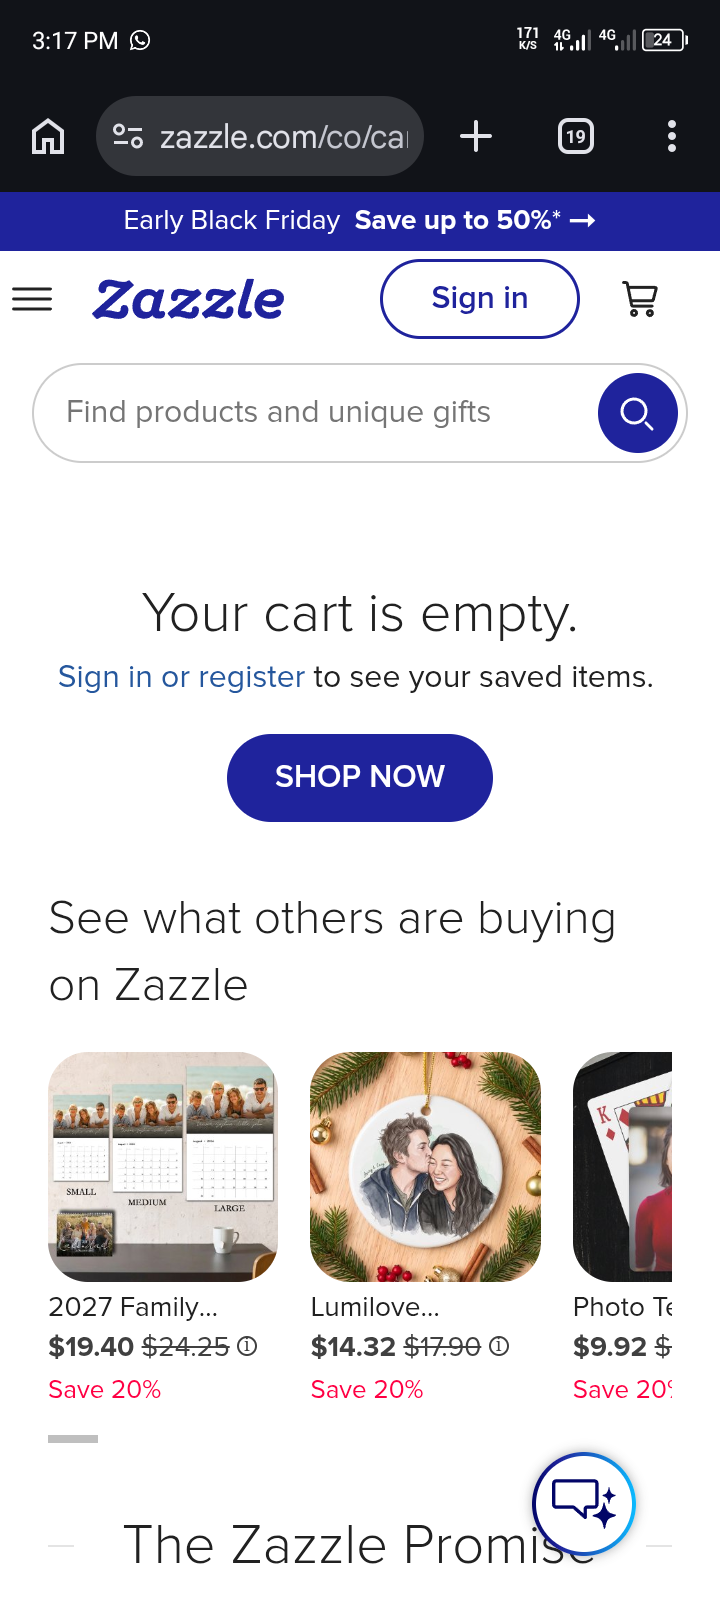 3:17 PM
171
K/S
4G
4G
24
zazzle.com/co/ca
19
Early Black Friday Save up to 50%* →
Zazzle
Sign in
Find products and unique gifts
Your cart is empty.
Sign in or register to see your saved items.
SHOP NOW
See what others are buying
on Zazzle
SMALL
MEDIUM
LARGE
K
2027 Family...
Lumilove...
Photo Te
$19.40 $24.25
$14.32 $17.90
$9.92 $
Save 20%
Save 20%
Save 20%
The Zazzle Promise